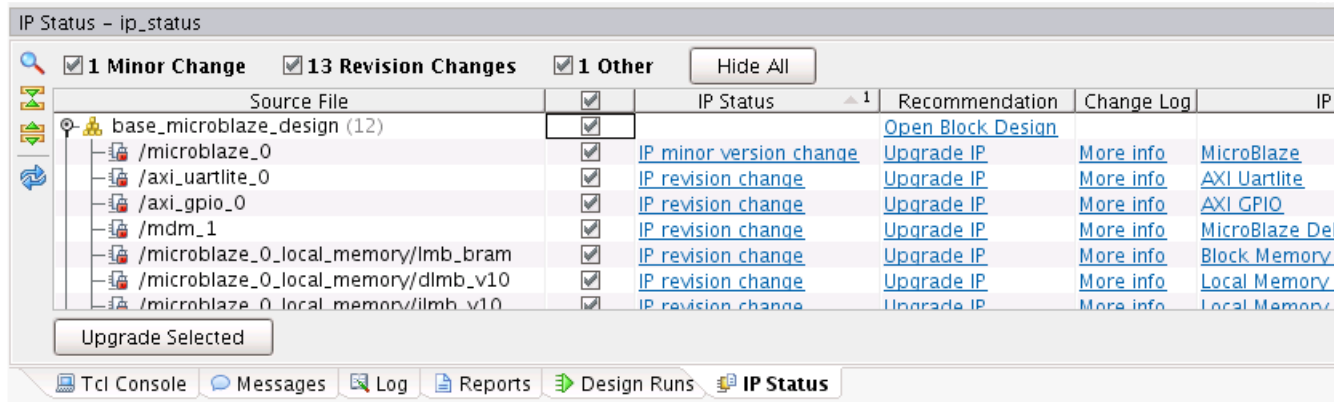 IP Status - ip_status
1 Minor Change 13 Revision Changes 1 Other Hide All
Source File IP Status 1 Recommendation Change Log IP
base_microblaze_design (12) Open Block Design
/microblaze_0 IP minor version change Upgrade IP More info MicroBlaze
/axi_uartlite_0 IP revision change Upgrade IP More info AXI Uartlite
/axi_gpio_0 IP revision change Upgrade IP More info AXI GPIO
/mdm_1 IP revision change Upgrade IP More info MicroBlaze De
/microblaze_0_local_memory/lmb_bram IP revision change Upgrade IP More info Block Memory
/microblaze_0_local_memory/dlmb_v10 IP revision change Upgrade IP More info Local Memory
/microblaze_0_local_memory/ilmb_v10 IP revision change Upgrade IP More info Local Memory
Upgrade Selected
Tcl Console Messages Log Reports Design Runs IP Status